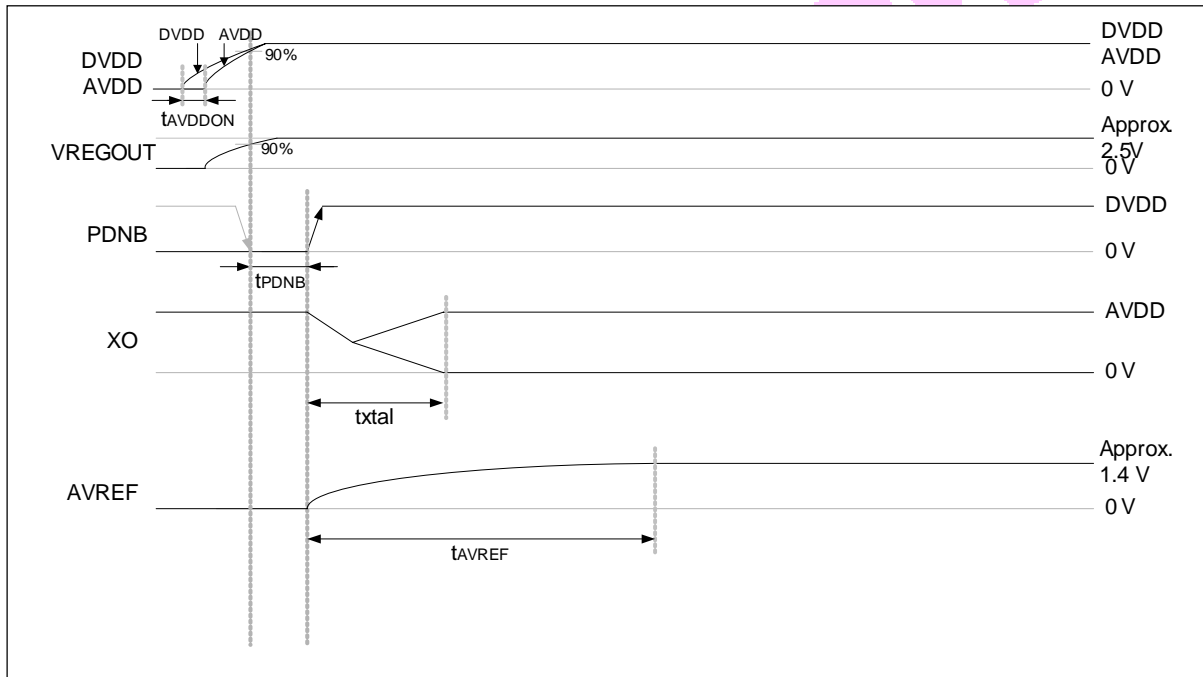 DVDD AVDD
DVDD
AVDD
90%
DVDD
AVDD
0 V
tAVDDON
VREGOUT
90%
Approx.
2.5V
0 V
PDNB
DVDD
0 V
tPDNB
XO
AVDD
0 V
txtal
AVREF
Approx.
1.4 V
0 V
tAVREF